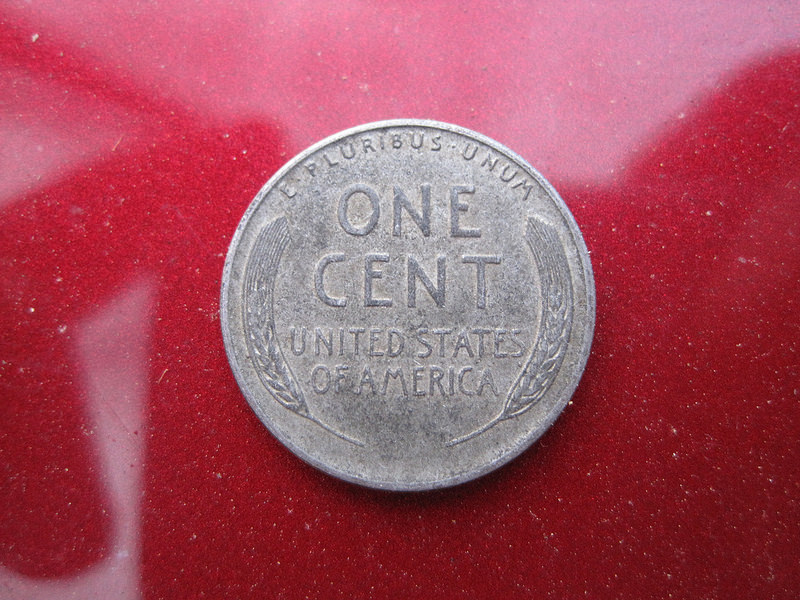 E·PLURIBUS·UNUM
ONE
CENT
UNITED STATES
OF AMERICA